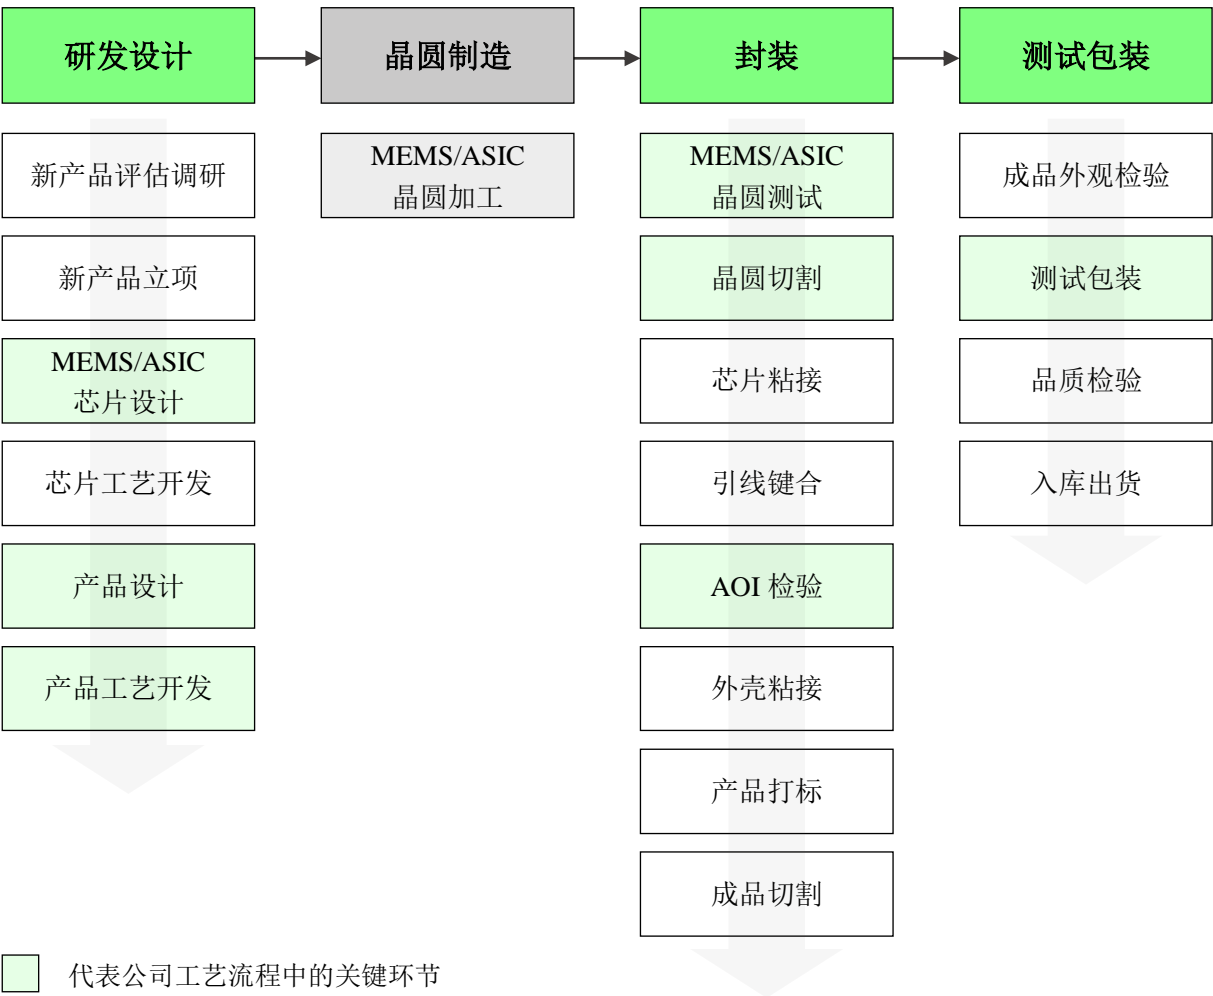 研发设计
晶圆制造
封装
测试包装
新产品评估调研
新产品立项
MEMS/ASIC
芯片设计
芯片工艺开发
产品设计
产品工艺开发
MEMS/ASIC
晶圆加工
MEMS/ASIC
晶圆测试
晶圆切割
芯片粘接
引线键合
AOI 检验
外壳粘接
产品打标
成品切割
成品外观检验
测试包装
品质检验
入库出货
代表公司工艺流程中的关键环节